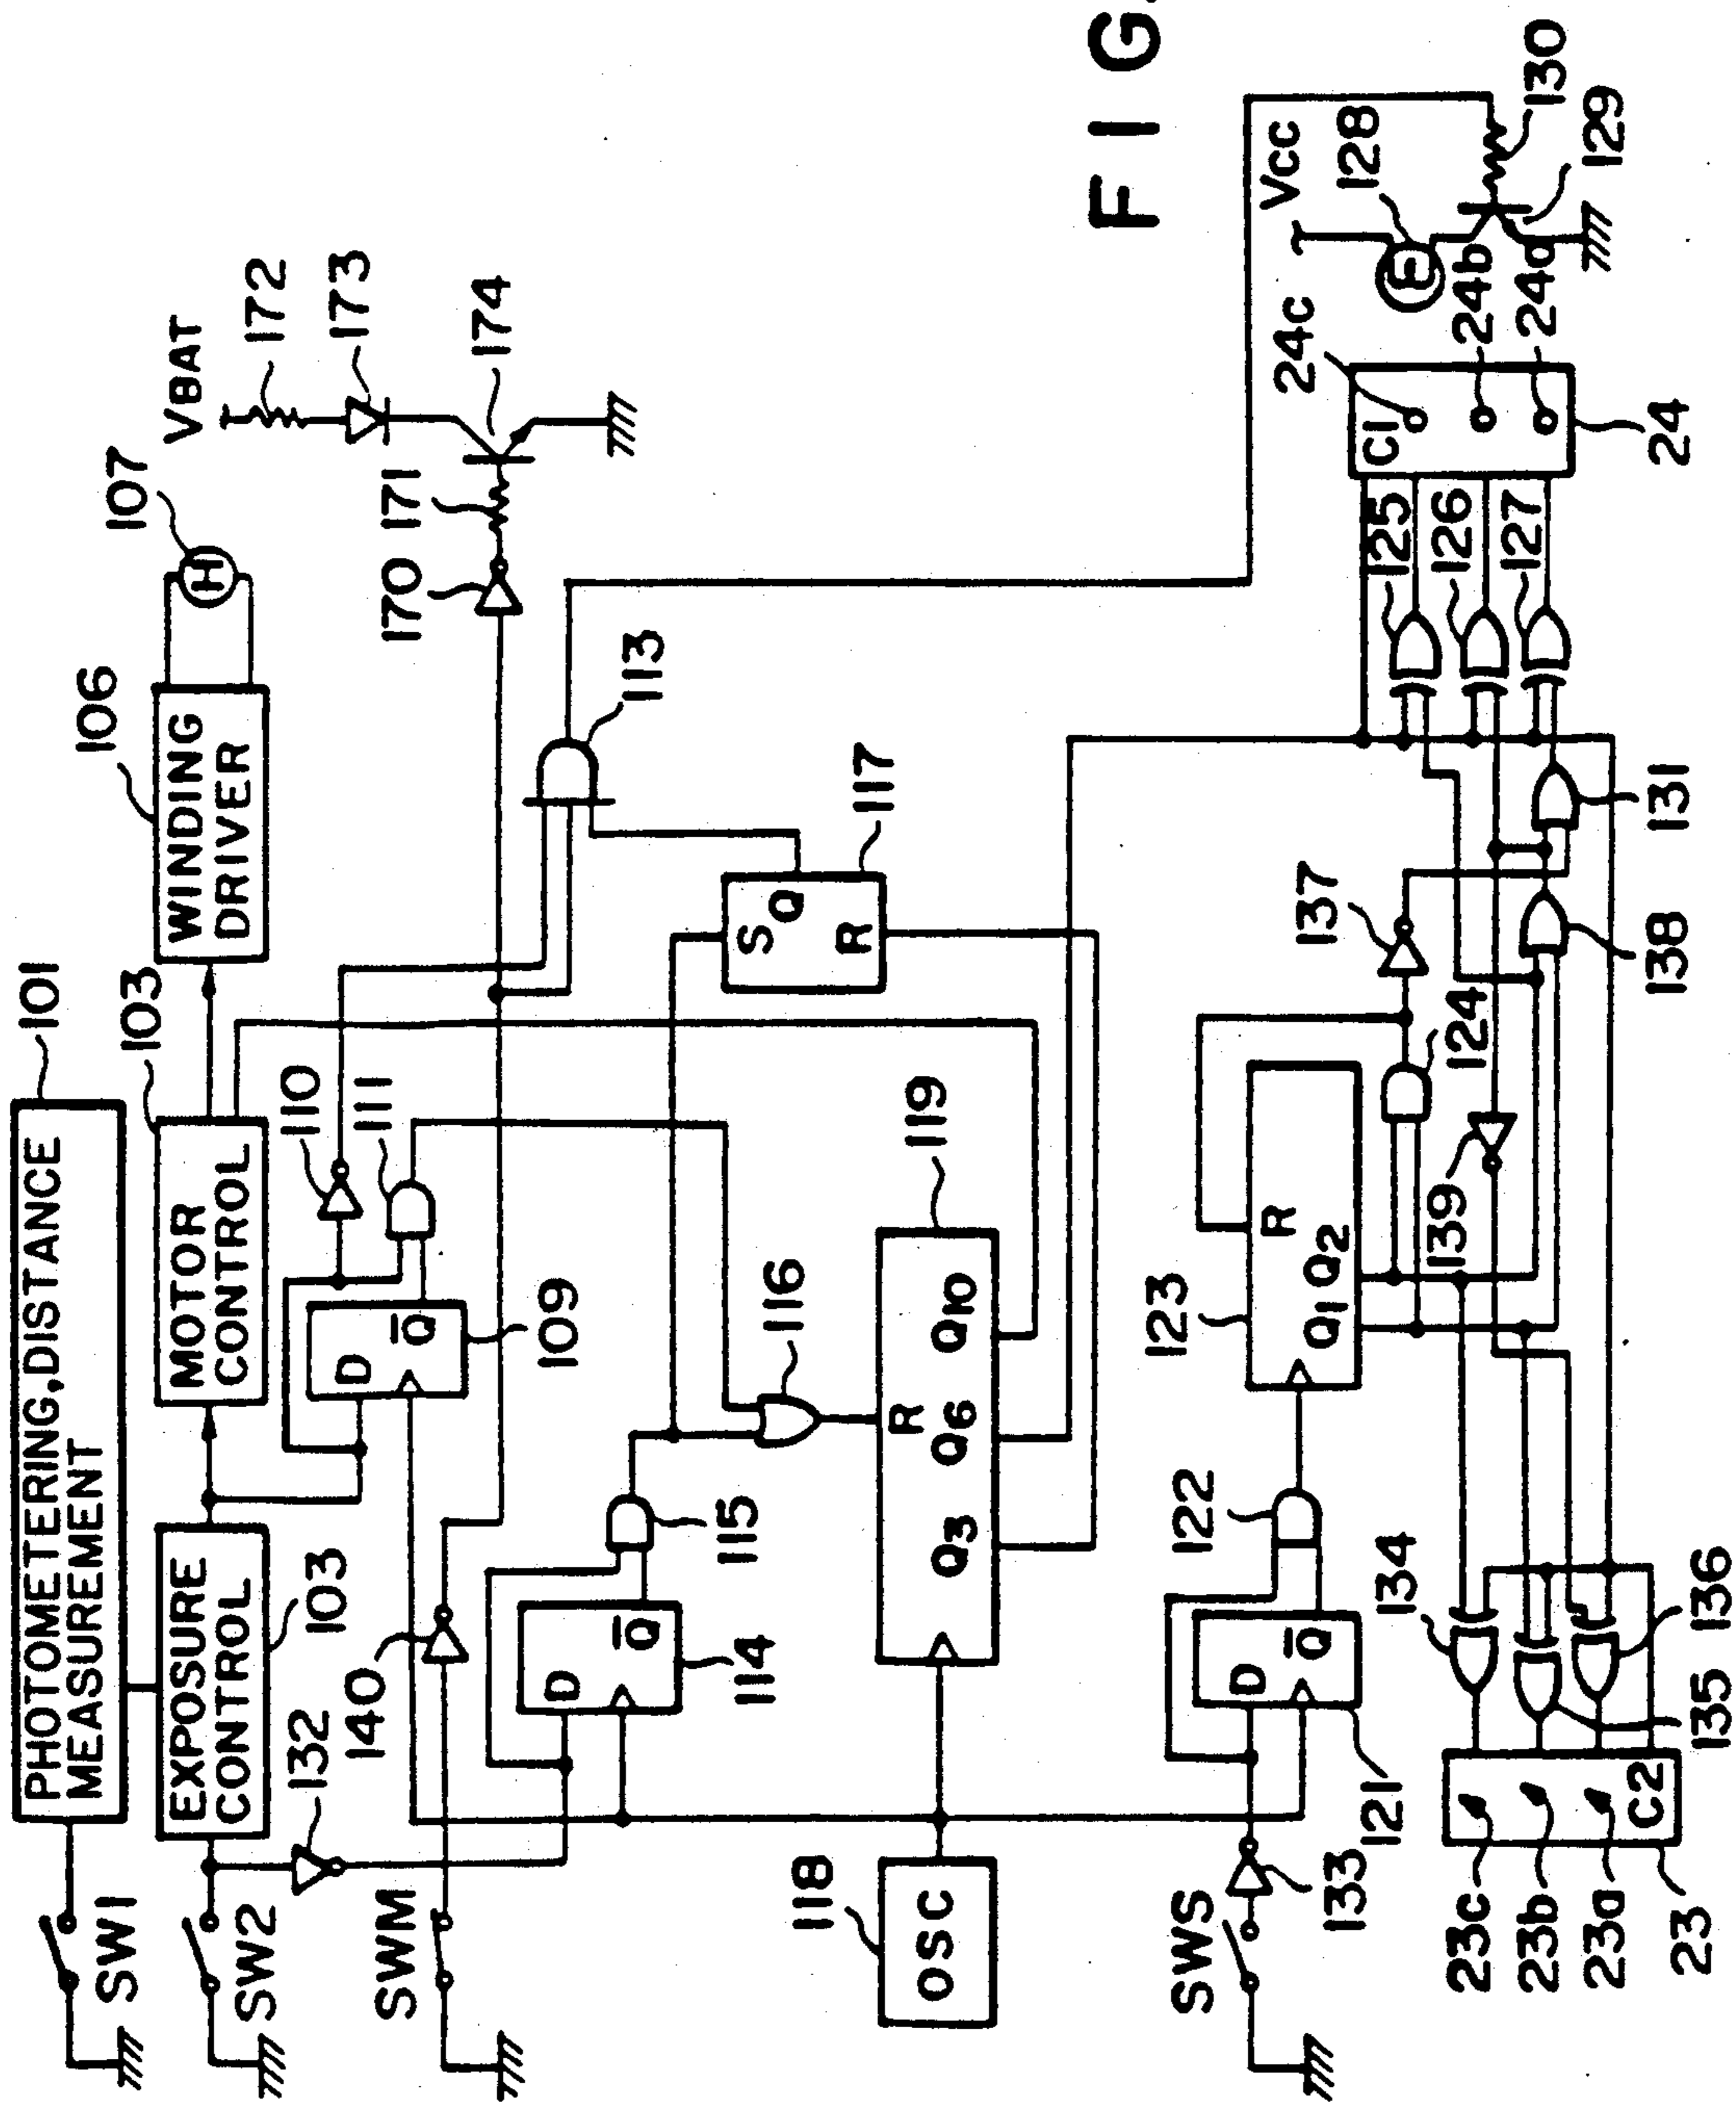 PHOTOMETERING, DISTANCE
MEASUREMENT
101
SW1
EXPOSURE
CONTROL
103
MOTOR
CONTROL
103
WINDING
DRIVER
106
107
H
SW2
132
D
Q
109
110
111
VBAT
172
173
174
171
170
SWM
140
D
Q
114
115
116
113
S
Q
R
117
118
OSC
R
Q3
Q6
Q10
119
SWS
133
D
Q
121
122
123
R
Q1
Q2
124
137
139
138
131
134
135
136
23c
23b
23a
C2
23
125
126
127
C1
24c
24b
24a
24
VCC
128
129
130
FIG.